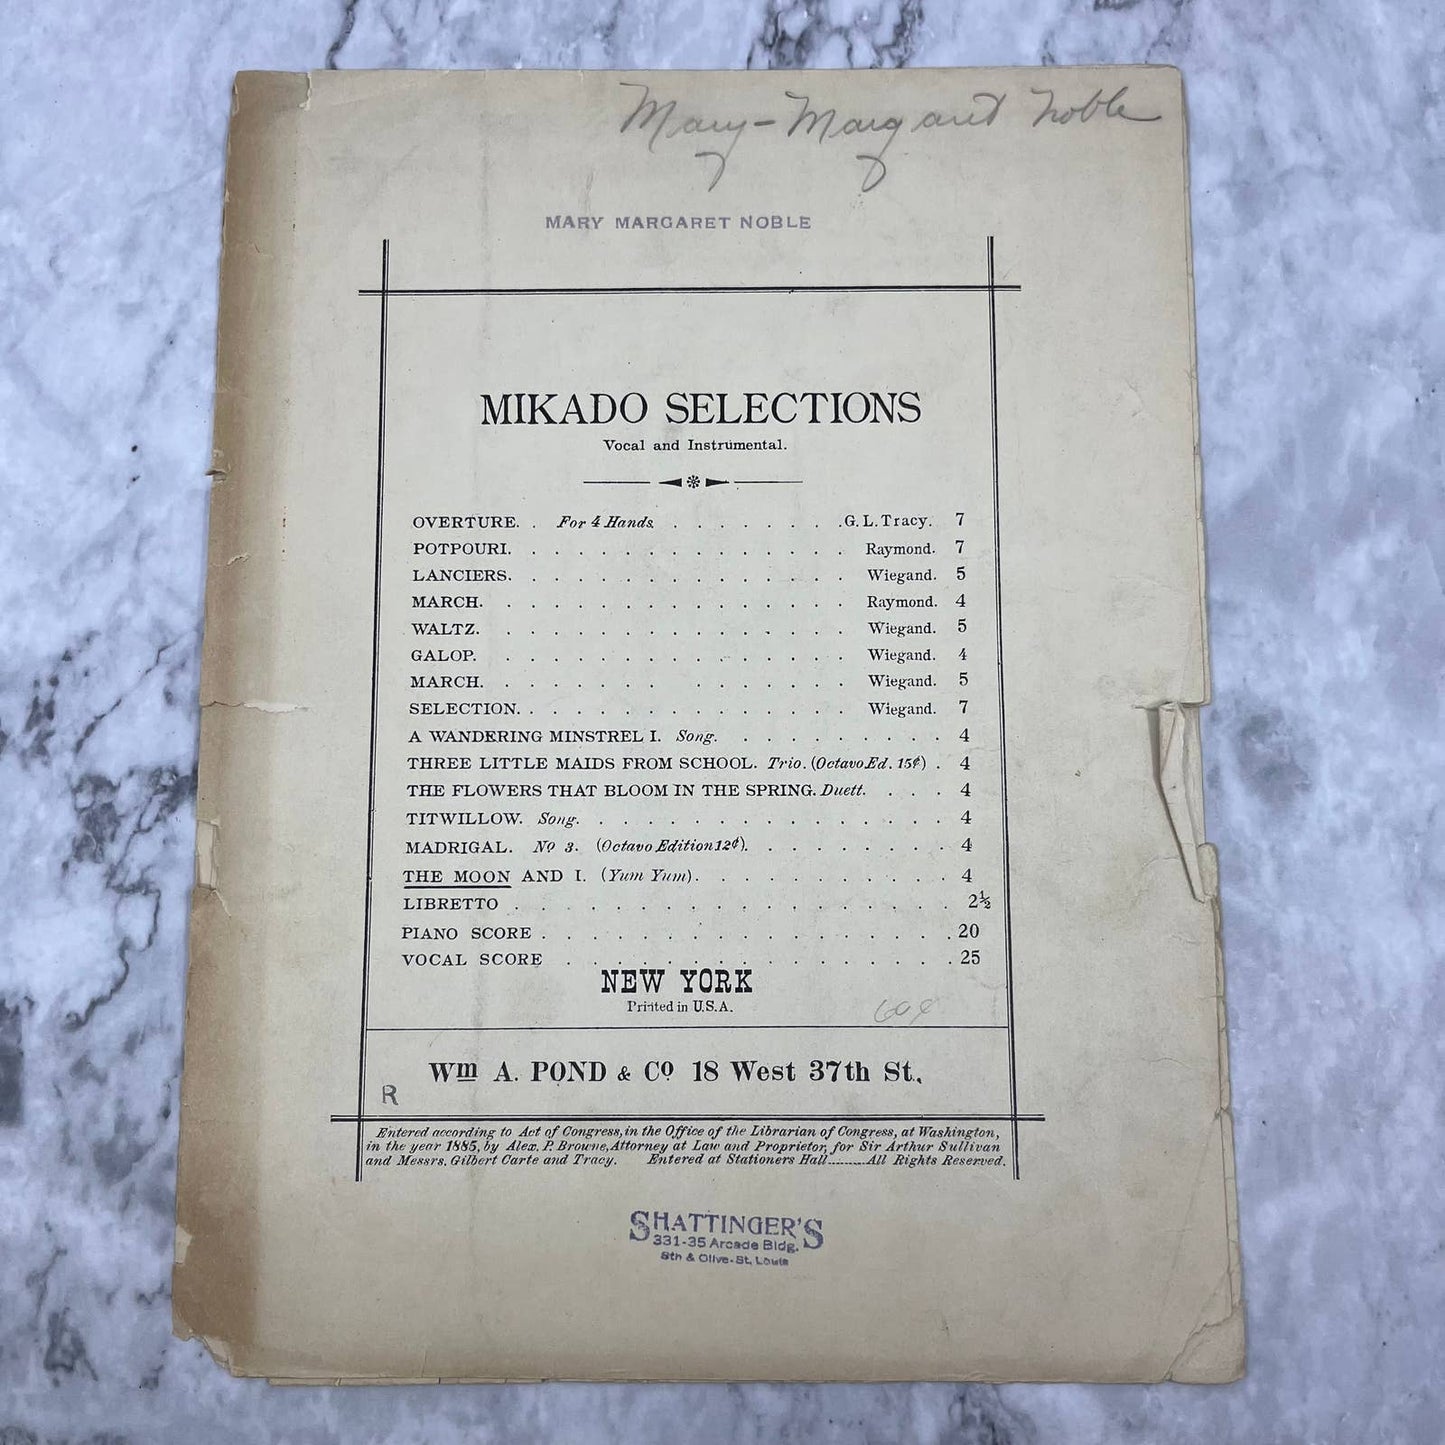 Mary-Margaret Noble
MARY MARGARET NOBLE
MIKADO SELECTIONS
Vocal and Instrumental.
OVERTURE. . For 4 Hands. . . . . . . . G. L. Tracy. 7
POTPOURI. . . . . . . . . . . . . . Raymond. 7
LANCIERS. . . . . . . . . . . . . . Wiegand. 5
MARCH. . . . . . . . . . . . . . . Raymond. 4
WALTZ. . . . . . . . . . . . . . . Wiegand. 5
GALOP. . . . . . . . . . . . . . . Wiegand. 4
MARCH. . . . . . . . . . . . . . Wiegand. 5
SELECTION. . . . . . . . . . . . . . Wiegand. 7
A WANDERING MINSTREL I. Song. . . . . . . . . . 4
THREE LITTLE MAIDS FROM SCHOOL. Trio. (Octavo Ed. 15¢) . 4
THE FLOWERS THAT BLOOM IN THE SPRING. Duett. . . . 4
TITWILLOW. Song. . . . . . . . . . . . . . . 4
MADRIGAL. No 3. (Octavo Edition 12¢). . . . . . . . . 4
THE MOON AND I. (Yum Yum). . . . . . . . . . . 4
LIBRETTO . . . . . . . . . . . . . . . . . 2½
PIANO SCORE . . . . . . . . . . . . . . . . 20
VOCAL SCORE . . . . . . . . . . . . . . . 25
NEW YORK
Printed in U.S.A.
60¢
Wm A. POND & Co 18 West 37th St.,
R
Entered according to Act of Congress, in the Office of the Librarian of Congress, at Washington,
in the year 1885, by Alex. P. Browne, Attorney at Law and Proprietor, for Sir Arthur Sullivan
and Messrs. Gilbert Carte and Tracy. Entered at Stationers Hall..........All Rights Reserved.
SHATTINGER'S
331-35 Arcade Bldg.
8th & Olive-St. Louis